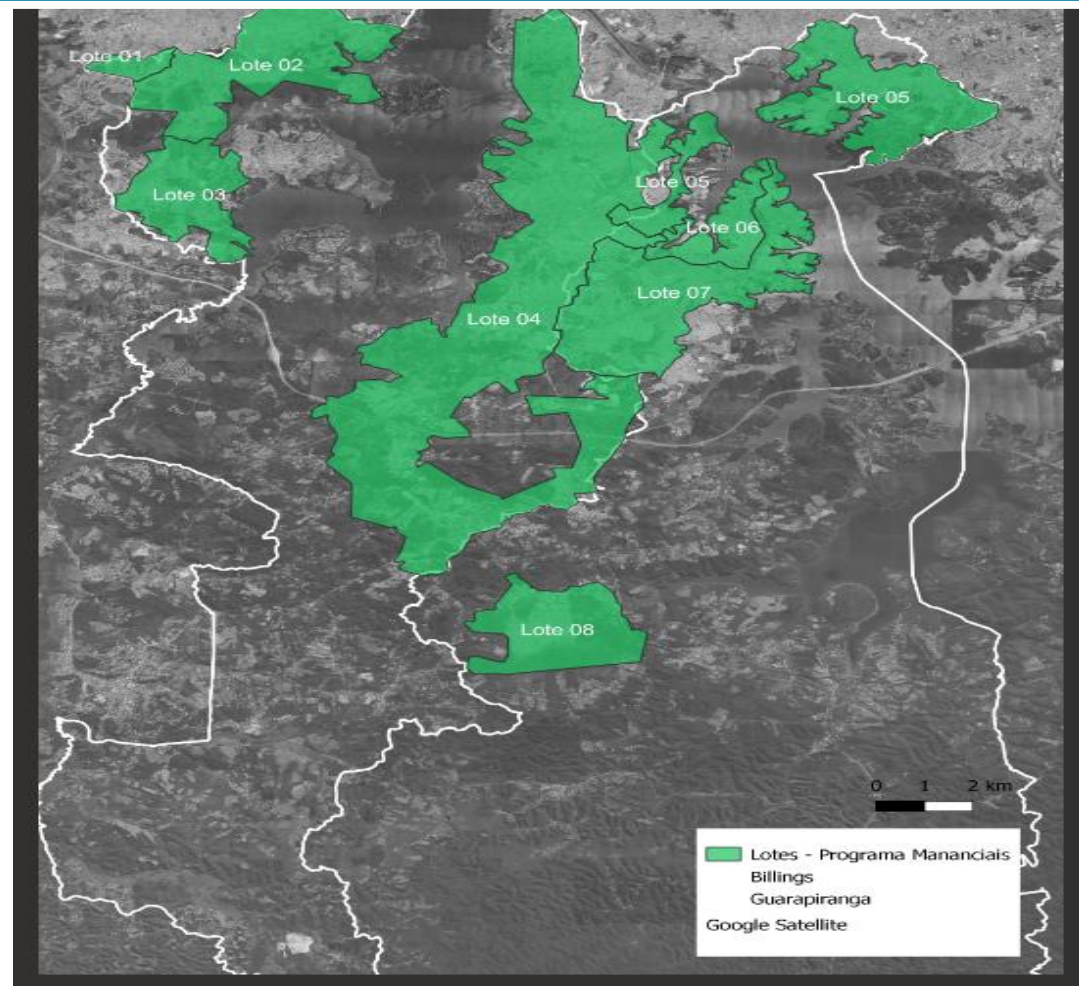 Lote 01
Lote 02
Lote 05
Lote 03
Lote 05
Lote 06
Lote 07
Lote 04
Lote 08
0 1 2 km
Lotes - Programa Mananciais
Billings
Guarapiranga
Google Satellite